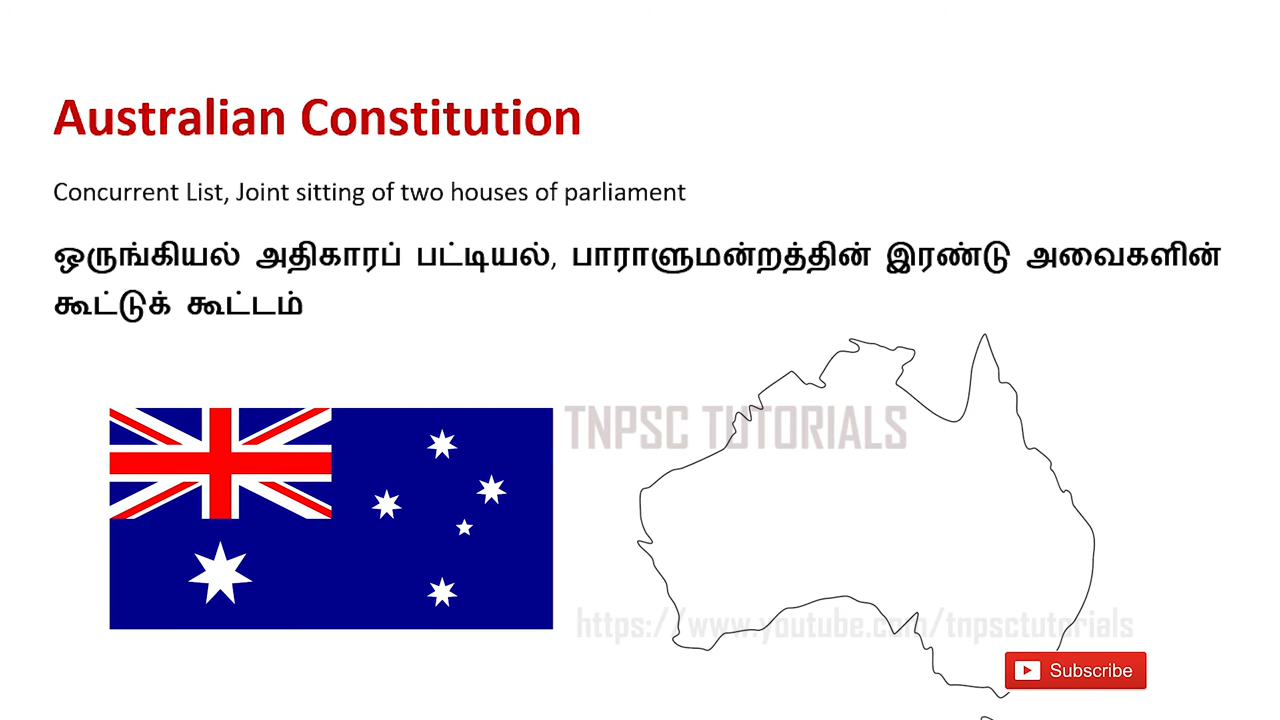 Australian Constitution
Concurrent List, Joint sitting of two houses of parliament
ஒருங்கியல் அதிகாரப் பட்டியல், பாராளுமன்றத்தின் இரண்டு அவைகளின்
கூட்டுக் கூட்டம்
TNPSC TUTORIALS
https://www.youtube.com/tnpsctutorials
Subscribe